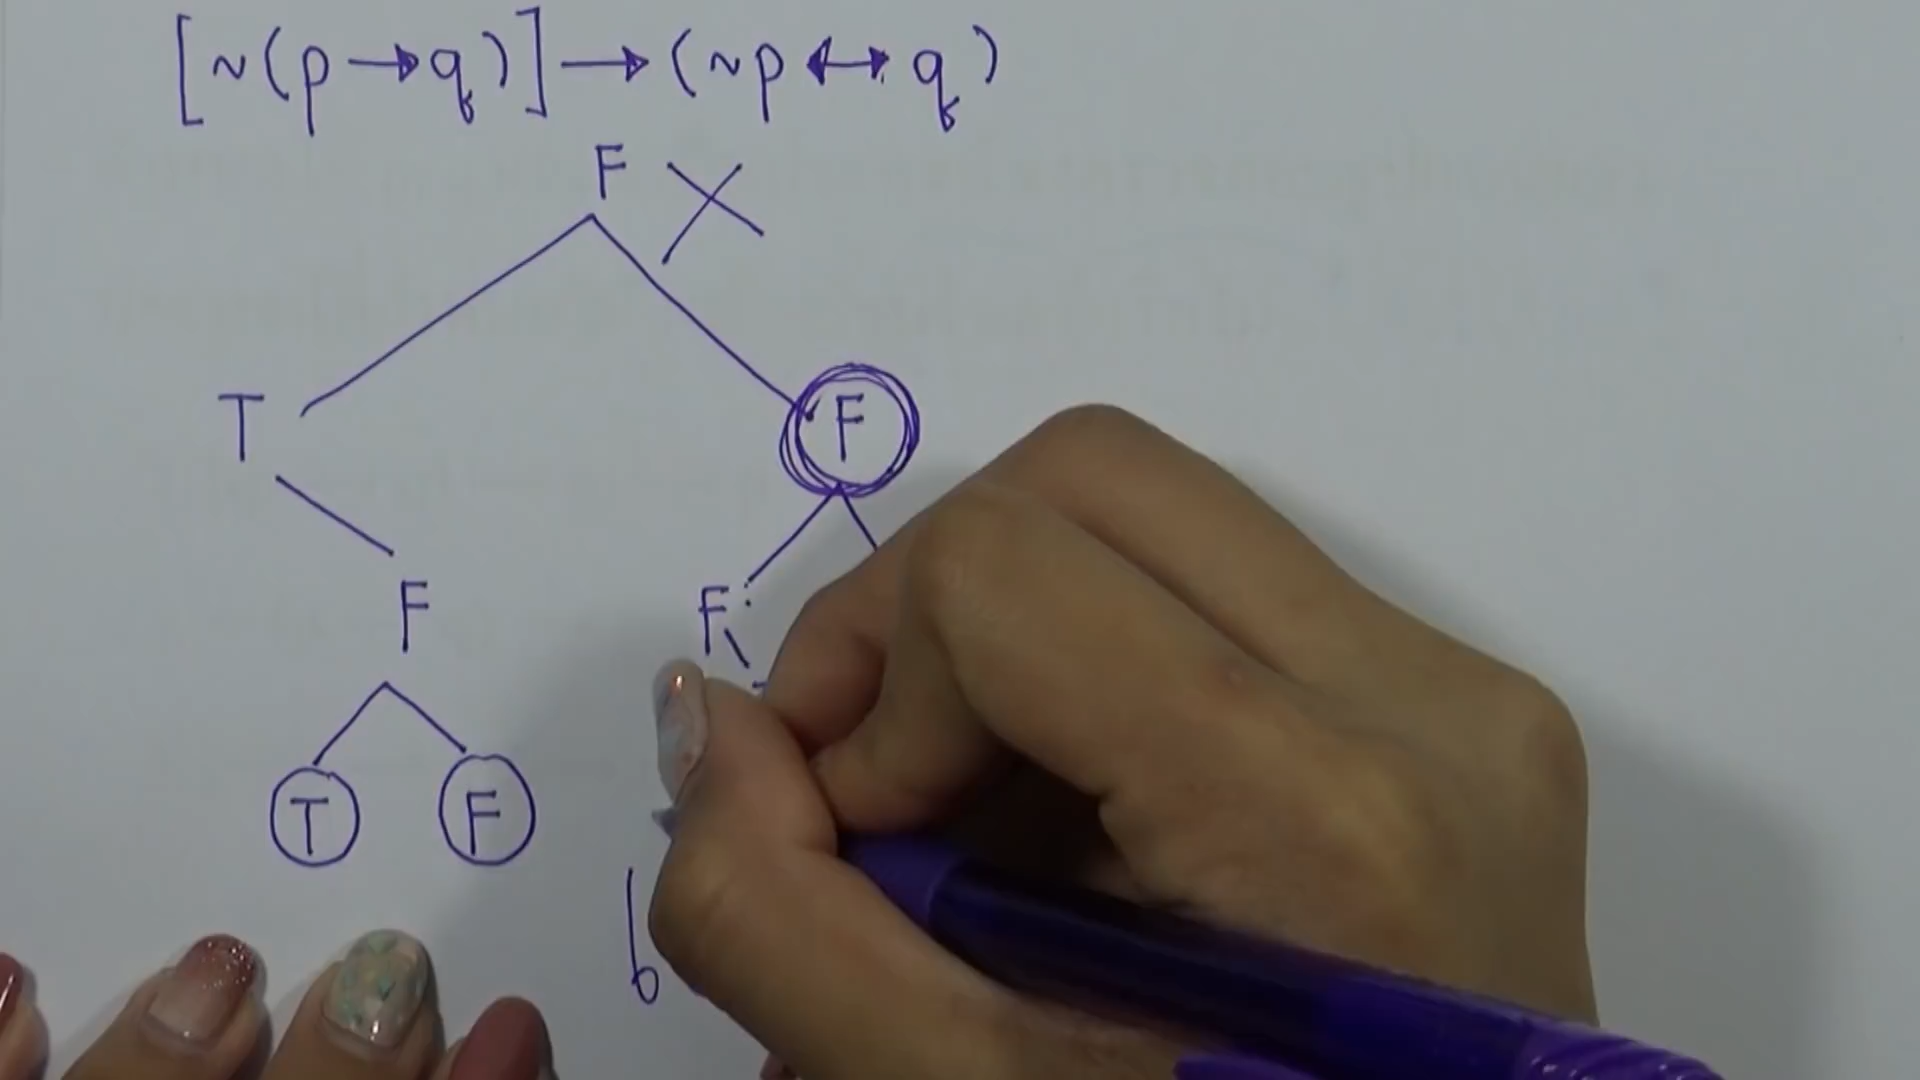 [~(p→q)]→(~p↔q)
F
T F
F F
T F
b